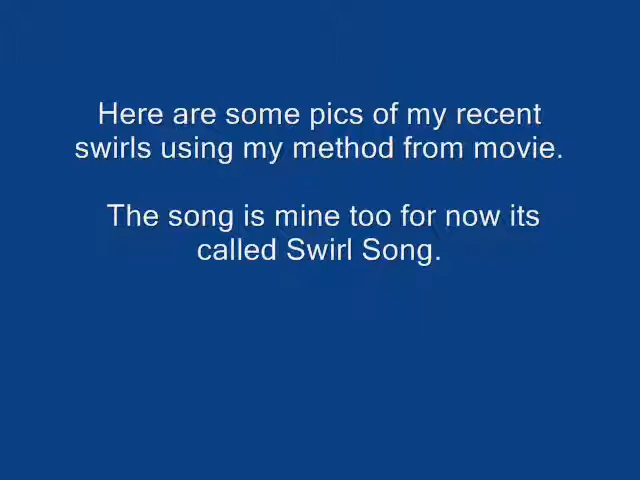 Here are some pics of my recent
swirls using my method from movie.
The song is mine too for now its
called Swirl Song.